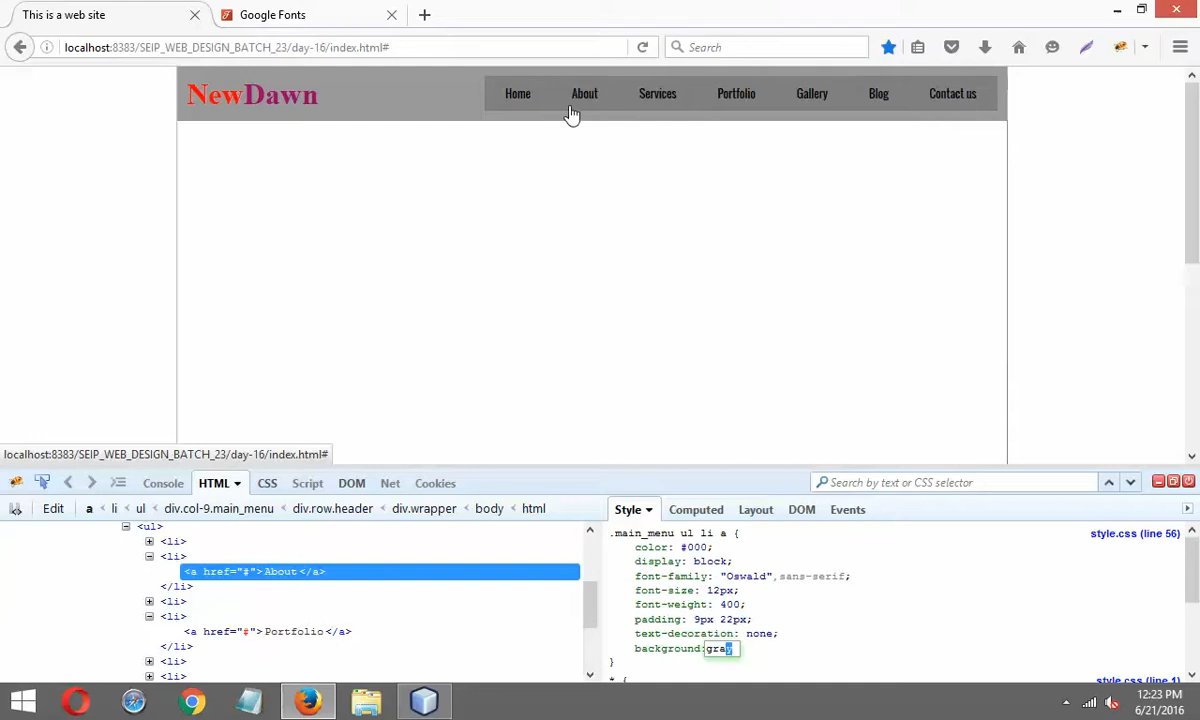 This is a web site
Google Fonts
localhost:8383/SEIP_WEB_DESIGN_BATCH_23/day-16/index.html#
Search
NewDawn
Home About Services Portfolio Gallery Blog Contact us
localhost:8383/SEIP_WEB_DESIGN_BATCH_23/day-16/index.html#
Console HTML CSS Script DOM Net Cookies
Search by text or CSS selector
Edit a < li < ul < div.col-9.main_menu < div.row.header < div.wrapper < body < html
Style Computed Layout DOM Events
<ul>
<li>
<li>
<a href="#">About</a>
</li>
<li>
<li>
<a href="#">Portfolio</a>
</li>
<li>
<li>
.main_menu ul li a {
style.css (line 56)
color: #000;
display: block;
font-family: "Oswald",sans-serif;
font-size: 12px;
font-weight: 400;
padding: 9px 22px;
text-decoration: none;
background:gray
}
* {
style.css (line 1)
12:23 PM
6/21/2016